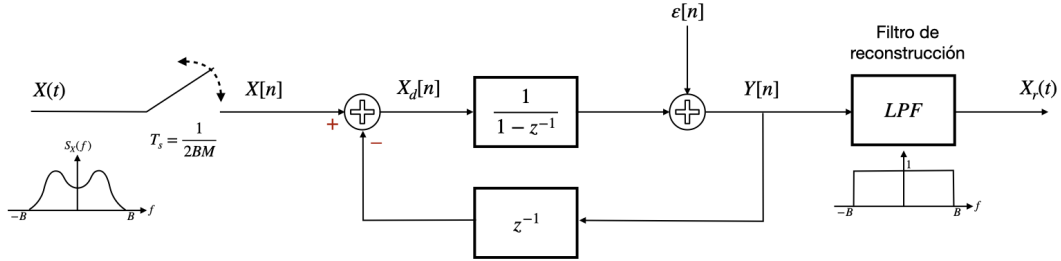 ε[n]
Filtro de
reconstrucción
X(t)
X[n]
X_d[n]
1
1 − z⁻¹
Y[n]
LPF
X_r(t)
+
−
T_s = 1/2BM
S_X(f)
−B
B
f
z⁻¹
1
−B
B
f